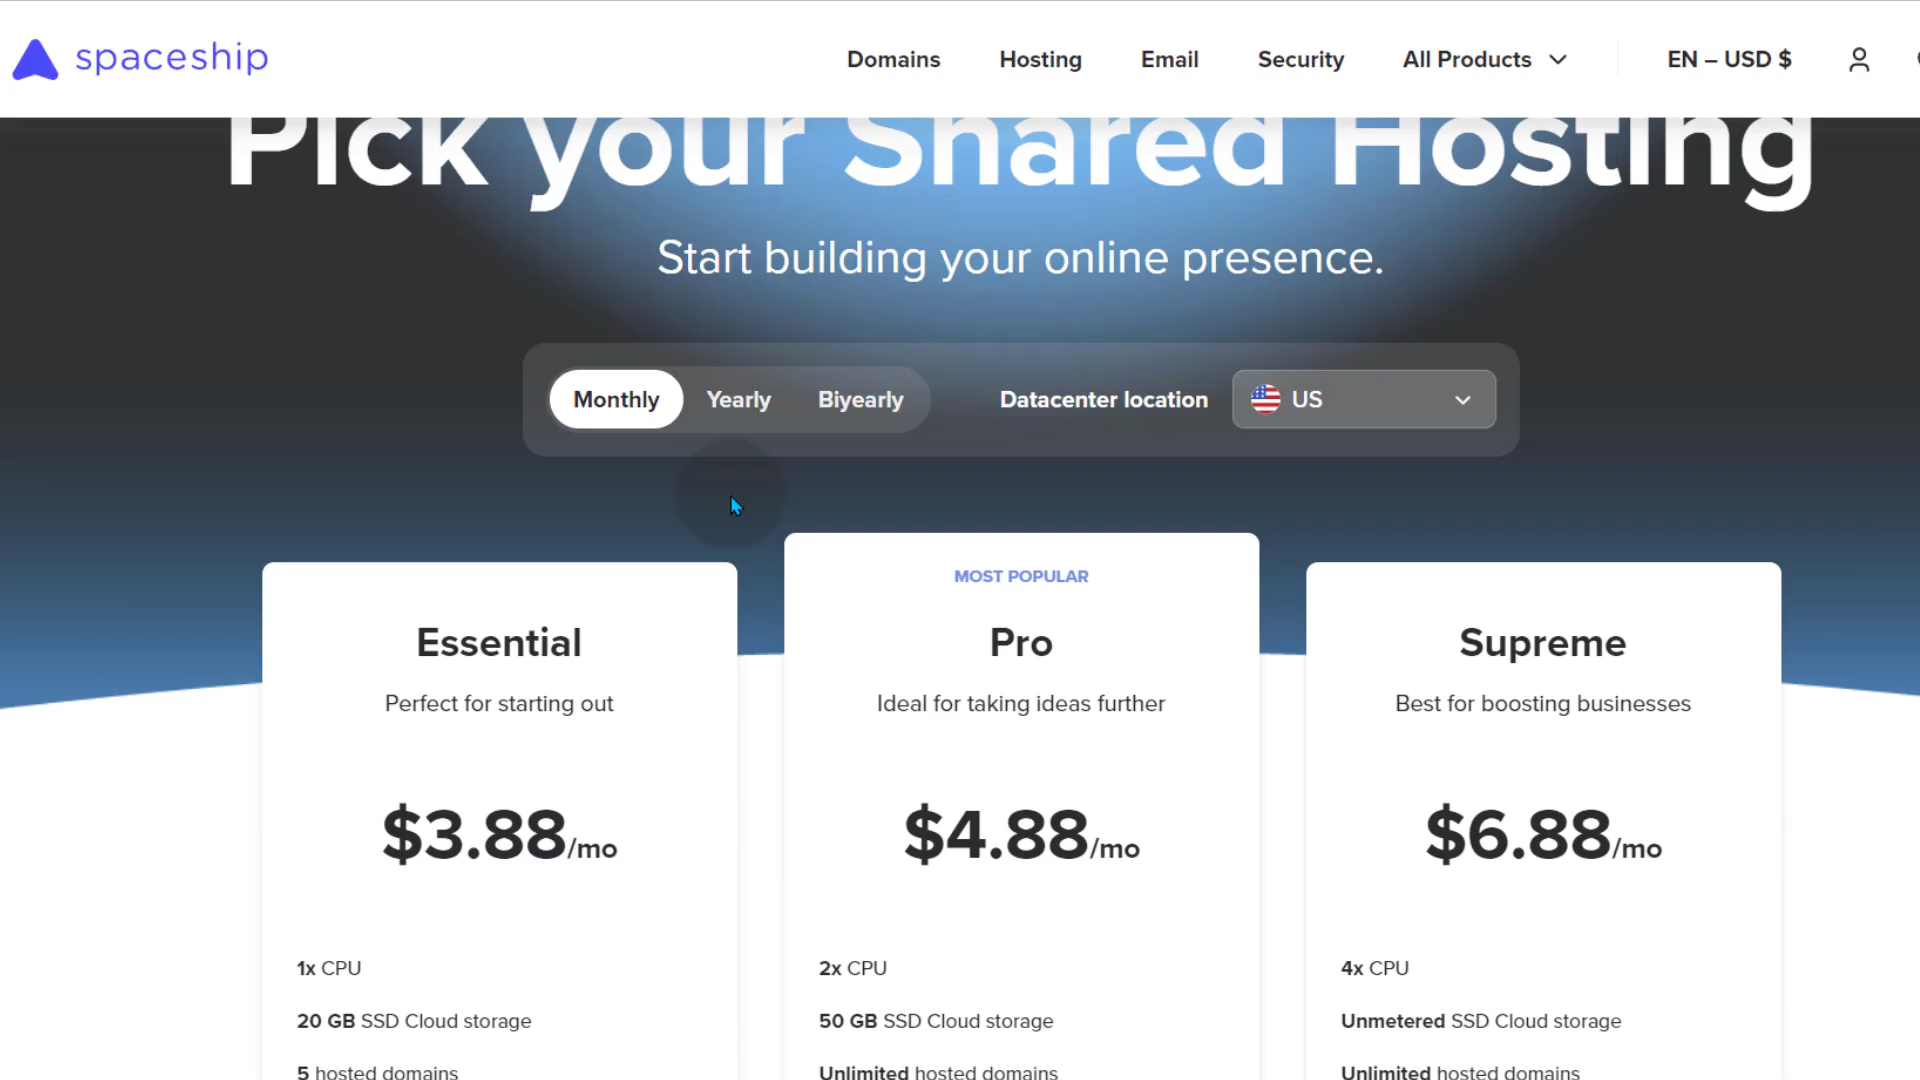 spaceship
Domains Hosting Email Security All Products EN – USD $
Pick your Shared Hosting
Start building your online presence.
Monthly Yearly Biyearly Datacenter location US
MOST POPULAR
Essential
Perfect for starting out
$3.88/mo
1x CPU
20 GB SSD Cloud storage
5 hosted domains
Pro
Ideal for taking ideas further
$4.88/mo
2x CPU
50 GB SSD Cloud storage
Unlimited hosted domains
Supreme
Best for boosting businesses
$6.88/mo
4x CPU
Unmetered SSD Cloud storage
Unlimited hosted domains